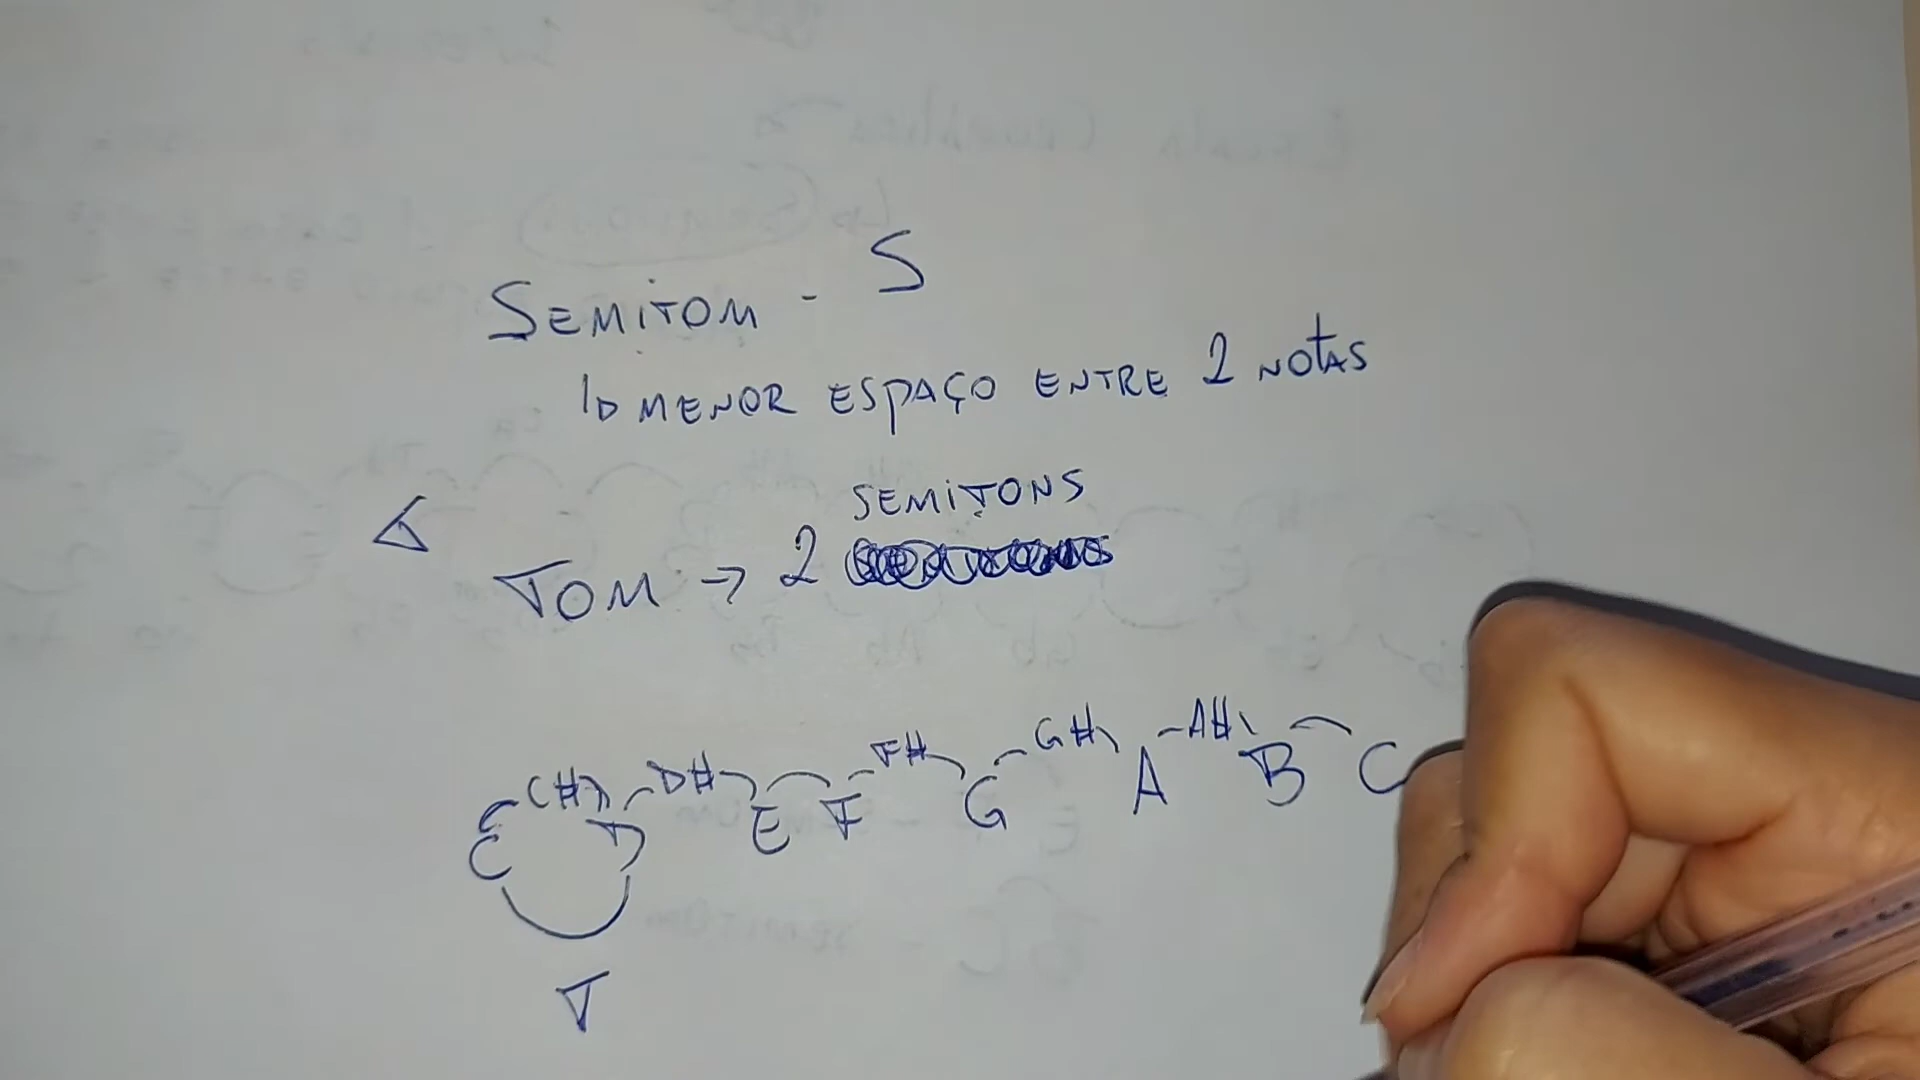 SEMITOM - S
MENOR ESPAÇO ENTRE 2 NOTAS
SEMITONS
TOM → 2
C# D# F# G# A#
C D E F G A B C
T